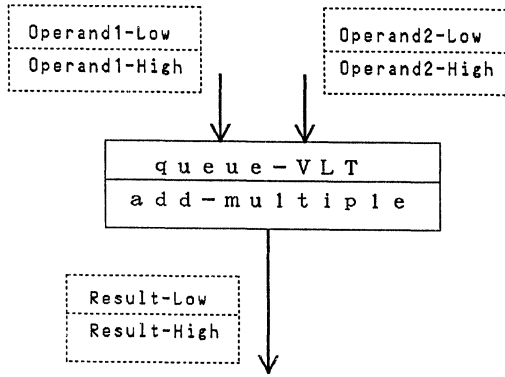 Operand1-Low
Operand1-High
Operand2-Low
Operand2-High
queue-VLT
add-multiple
Result-Low
Result-High